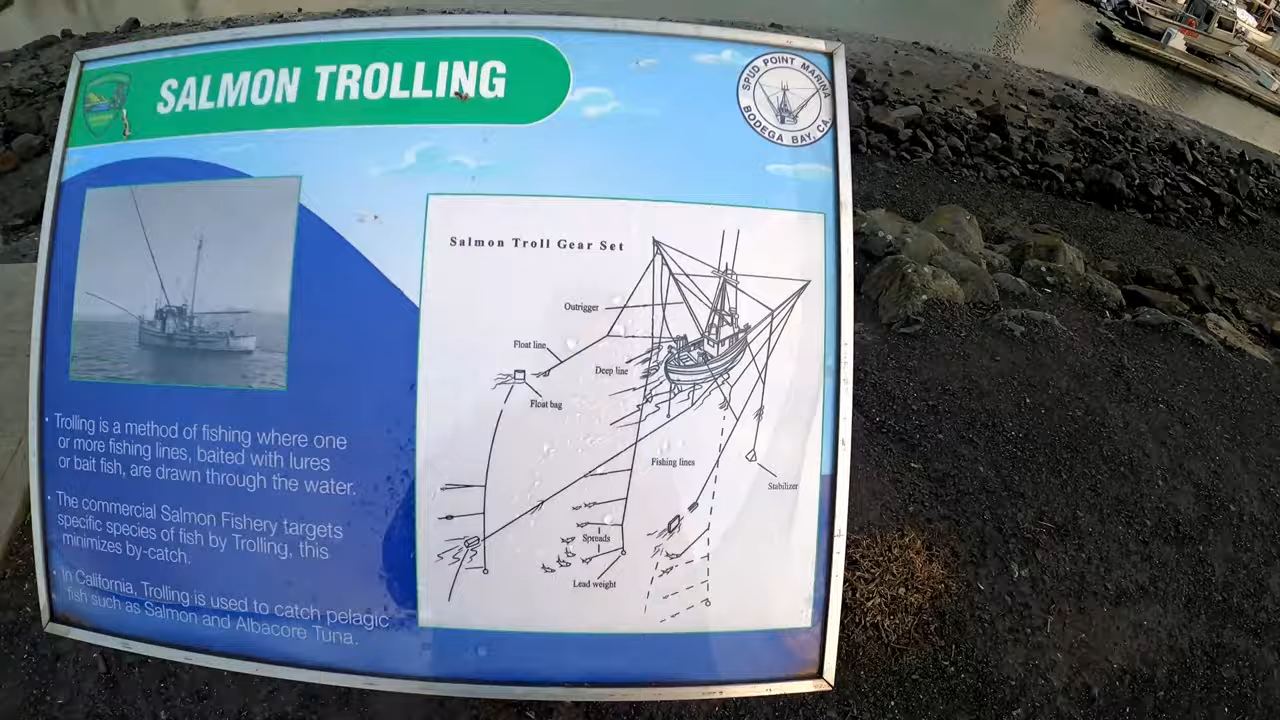 SALMON TROLLING
SPUD POINT MARINA
BODEGA BAY, CA.
Salmon Troll Gear Set
Outrigger
Float line
Deep line
Float bag
Fishing lines
Stabilizer
Spreads
Lead weight
• Trolling is a method of fishing where one
or more fishing lines, baited with lures
or bait fish, are drawn through the water.
• The commercial Salmon Fishery targets
specific species of fish by Trolling, this
minimizes by-catch.
• In California, Trolling is used to catch pelagic
fish such as Salmon and Albacore Tuna.